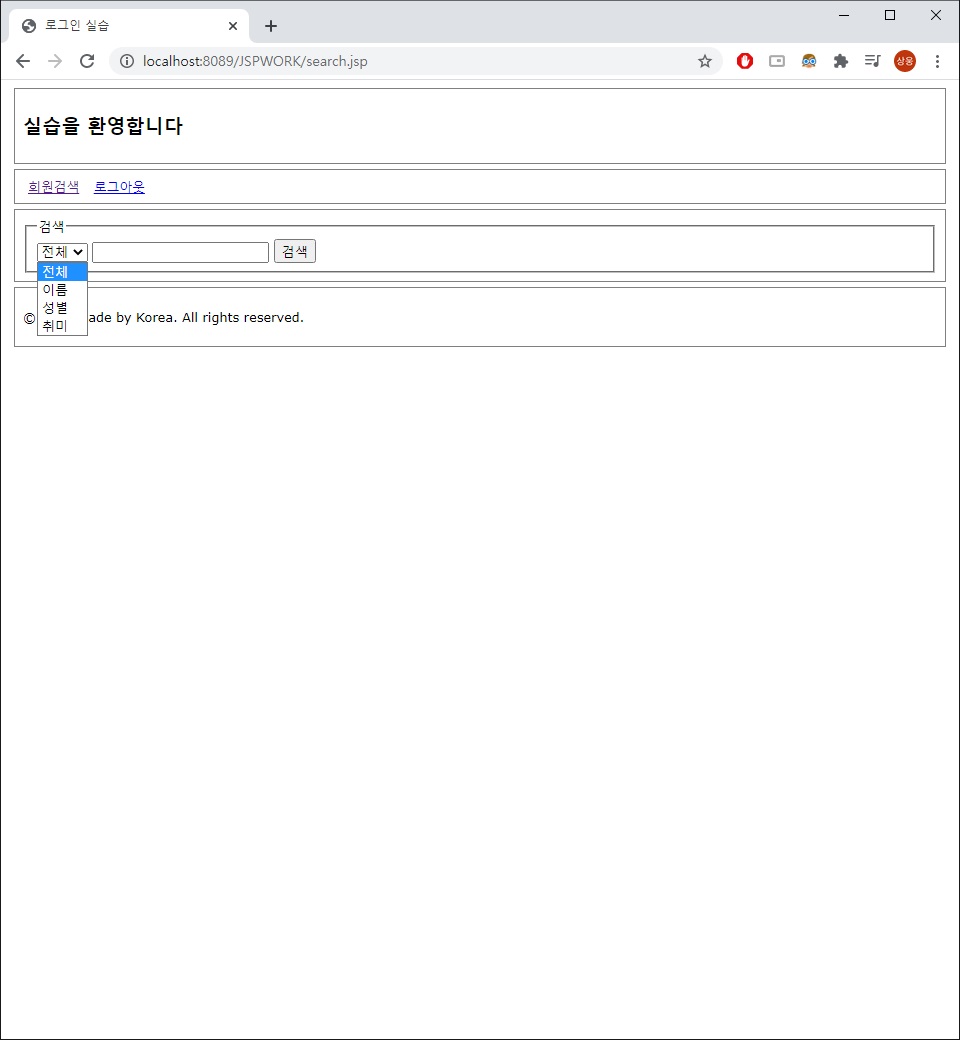 로그인 실습
localhost:8089/JSPWORK/search.jsp
상웅
실습을 환영합니다
회원검색 로그아웃
검색
전체 검색
전체
이름
성별
취미
© ade by Korea. All rights reserved.